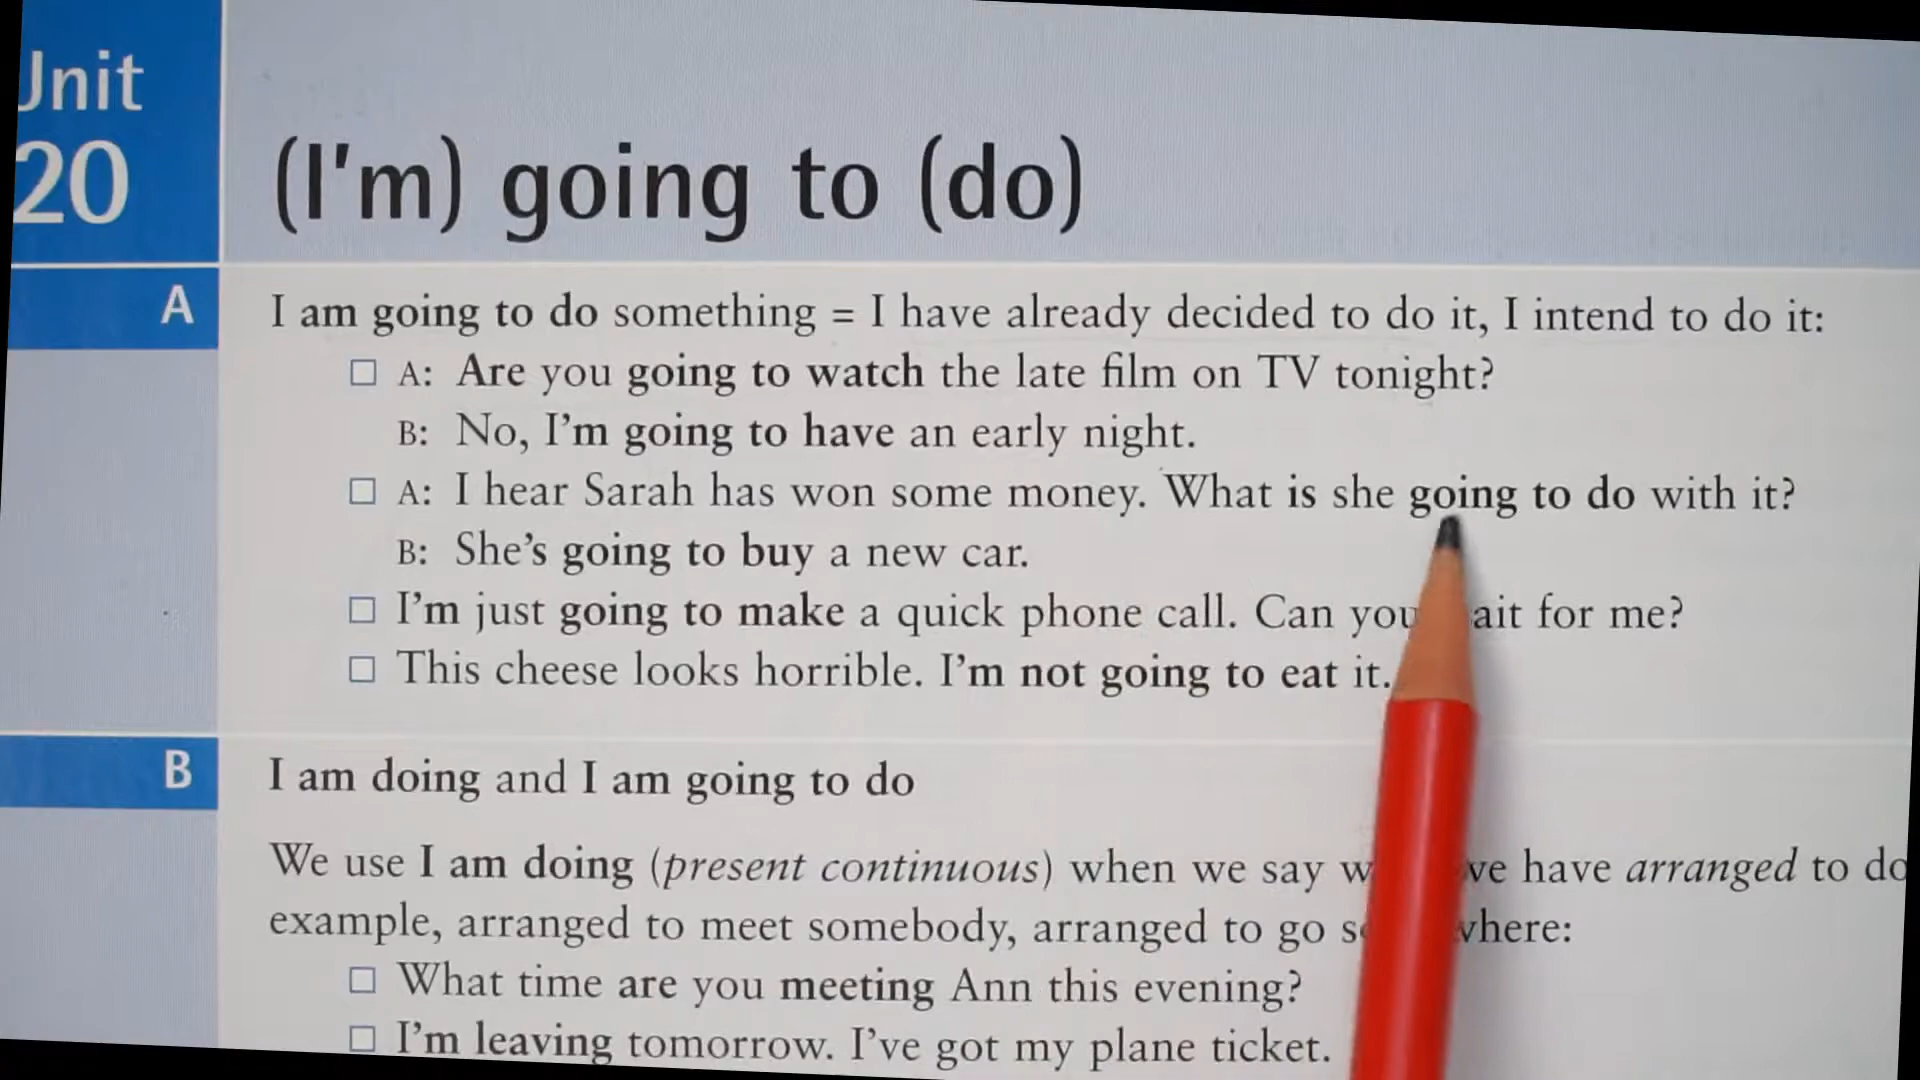 Unit
20
(I'm) going to (do)
A
I am going to do something = I have already decided to do it, I intend to do it:
□ A: Are you going to watch the late film on TV tonight?
B: No, I'm going to have an early night.
□ A: I hear Sarah has won some money. What is she going to do with it?
B: She's going to buy a new car.
□ I'm just going to make a quick phone call. Can you for me?
□ This cheese looks horrible. I'm not going to eat it.
B
I am doing and I am going to do
We use I am doing (present continuous) when we say have arranged to do
example, arranged to meet somebody, arranged to go
□ What time are you meeting Ann this evening?
□ I'm leaving tomorrow. I've got my plane ticket.